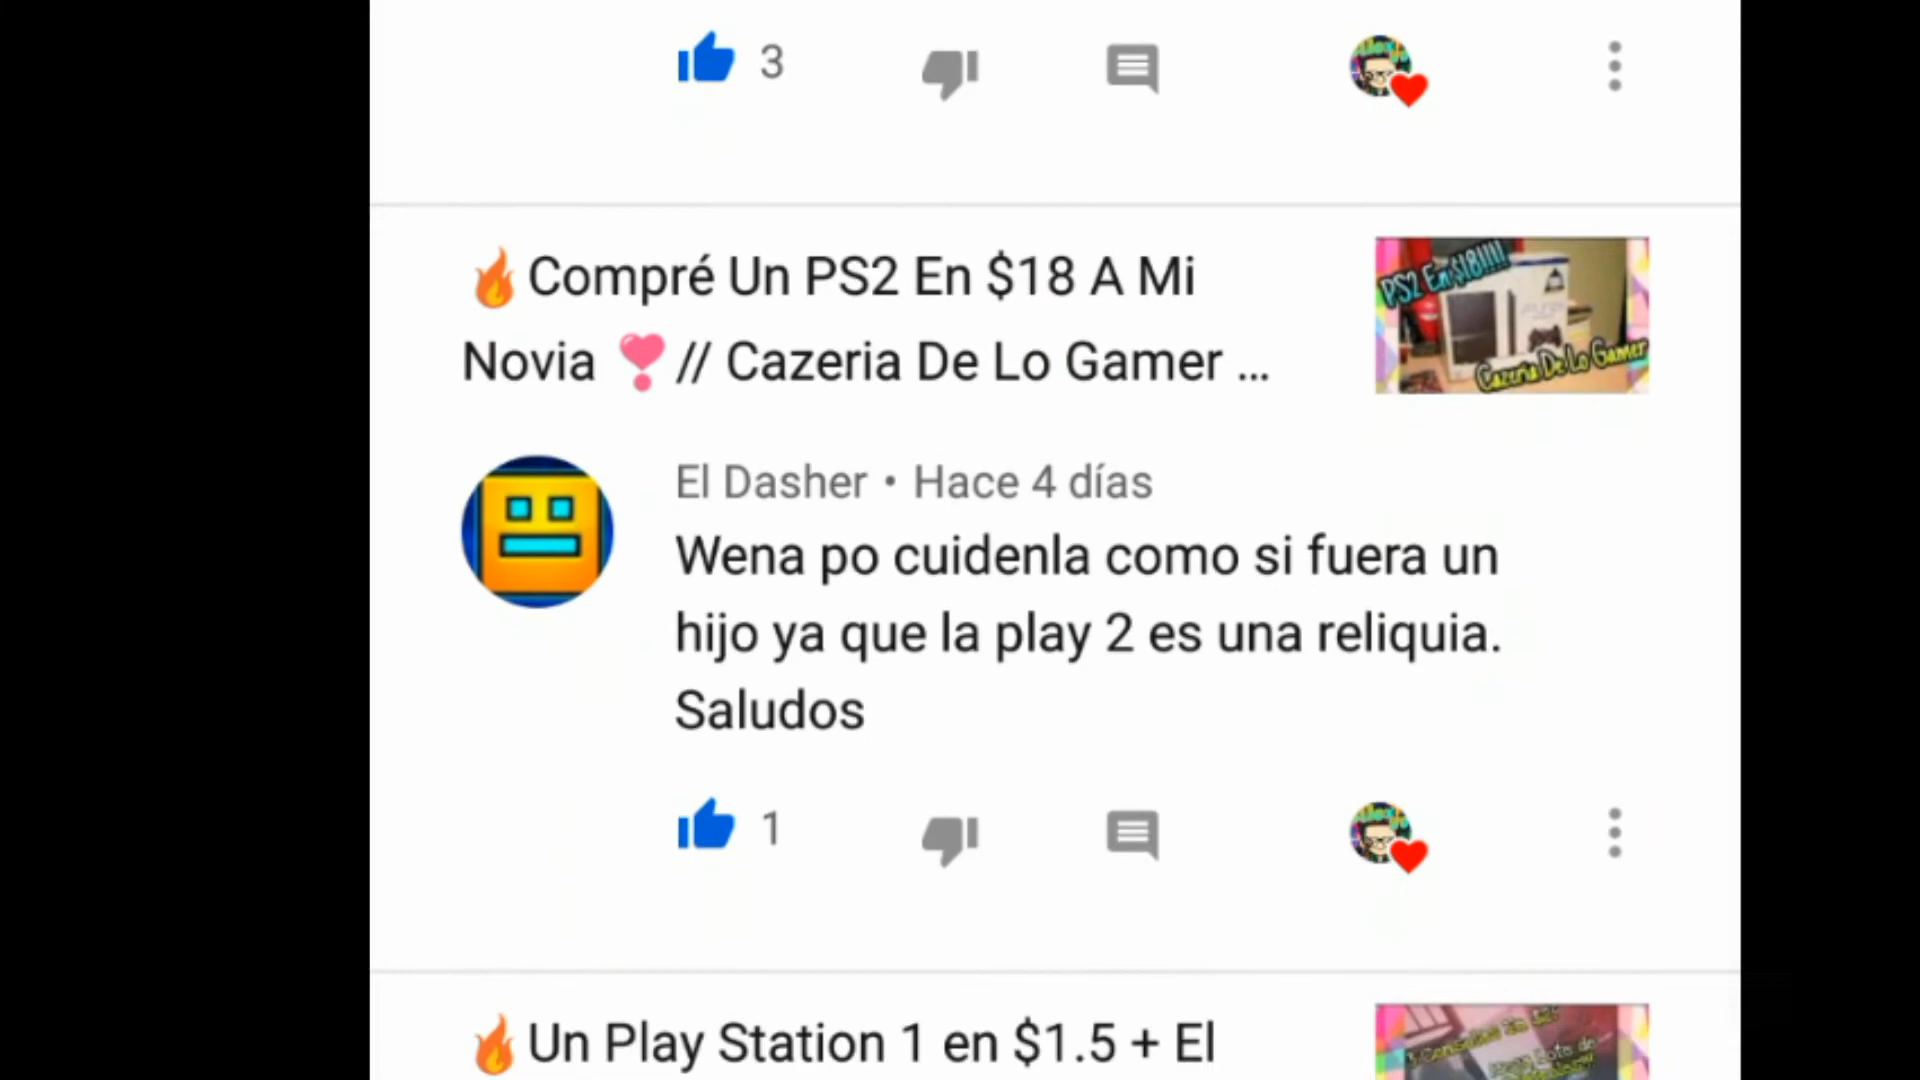 3
🔥Compré Un PS2 En $18 A Mi
Novia ❣️// Cazeria De Lo Gamer ...
PS2 En $18!!!!
Cazeria De Lo Gamer
El Dasher • Hace 4 días
Wena po cuidenla como si fuera un
hijo ya que la play 2 es una reliquia.
Saludos
1
🔥Un Play Station 1 en $1.5 + El